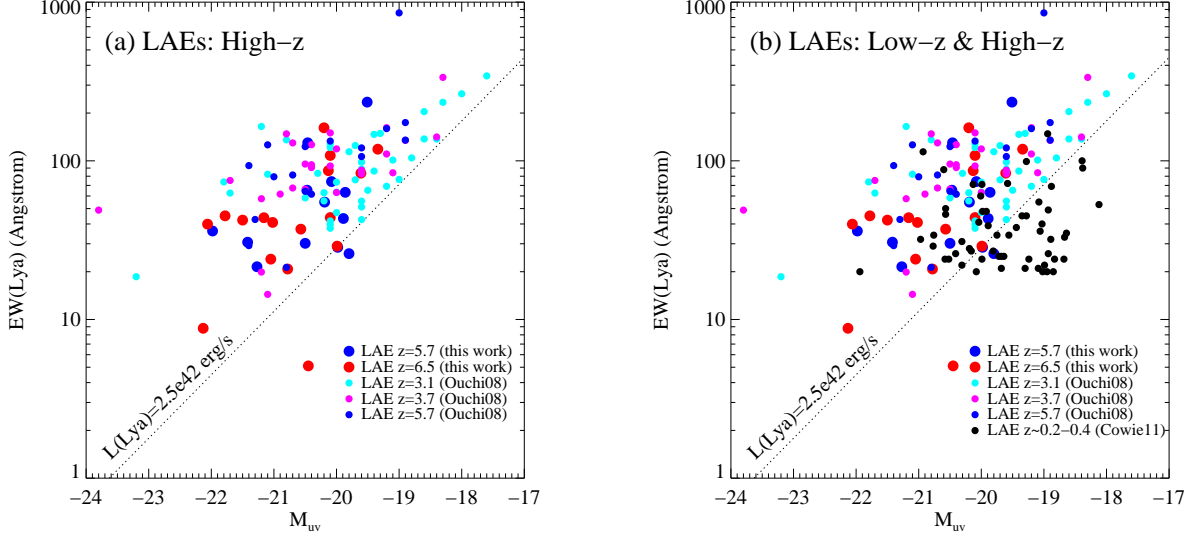 (a) LAEs: High−z
EW(Lya) (Angstrom)
1000
100
10
1
L(Lya)=2.5e42 erg/s
LAE z=5.7 (this work)
LAE z=6.5 (this work)
LAE z=3.1 (Ouchi08)
LAE z=3.7 (Ouchi08)
LAE z=5.7 (Ouchi08)
−24 −23 −22 −21 −20 −19 −18 −17
Muv
(b) LAEs: Low−z & High−z
EW(Lya) (Angstrom)
1000
100
10
1
L(Lya)=2.5e42 erg/s
LAE z=5.7 (this work)
LAE z=6.5 (this work)
LAE z=3.1 (Ouchi08)
LAE z=3.7 (Ouchi08)
LAE z=5.7 (Ouchi08)
LAE z~0.2−0.4 (Cowie11)
−24 −23 −22 −21 −20 −19 −18 −17
Muv